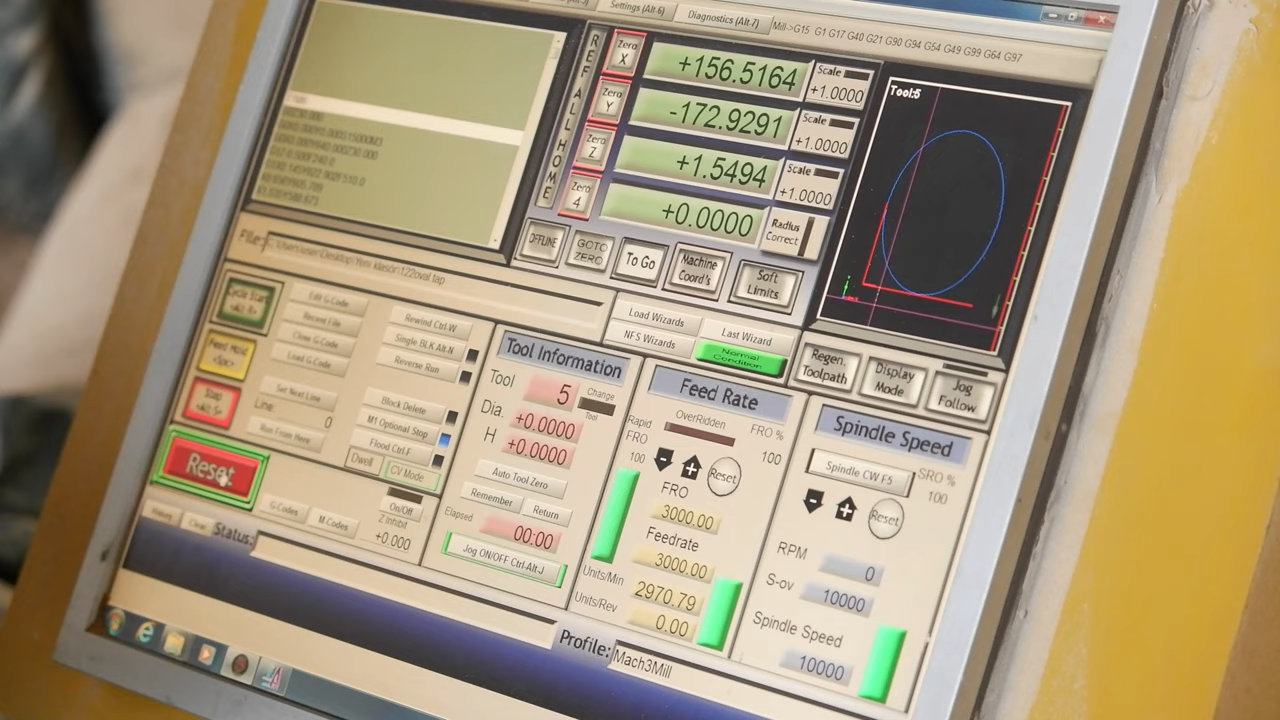 Settings (Alt-6)
Diagnostics (Alt-7)
Mill->G15 G1 G17 G40 G21 G90 G94 G54 G49 G99 G64 G97
REF ALL HOME
Zero X
+156.5164
Scale
+1.0000
Zero Y
-172.9291
Scale
+1.0000
Zero Z
+1.5494
Scale
+1.0000
Zero 4
+0.0000
Radius Correct
OFFLINE
GOTO ZERO
To Go
Machine Coord's
Soft Limits
Tool:5
File:
Load Wizards
Last Wizard
NFS Wizards
Normal Condition
Regen. Toolpath
Display Mode
Jog Follow
Cycle Start
Feed Hold
Stop
Reset
Edit G-Code
Recent File
Close G-Code
Load G-Code
Set Next Line
Line:
0
Run From Here
Rewind Ctrl-W
Single BLK Alt-N
Reverse Run
Block Delete
M1 Optional Stop
Flood Ctrl-F
Dwell
CV Mode
G-Codes
M-Codes
On/Off
Z Inhibit
+0.000
Status:
Tool Information
Tool
5
Change
Tool
Dia.
+0.0000
H
+0.0000
Auto Tool Zero
Remember
Return
Elapsed
00:00
Jog ON/OFF Ctrl-Alt-J
Feed Rate
OverRidden
Rapid FRO
100
FRO %
100
Reset
FRO
3000.00
Feedrate
3000.00
Units/Min
2970.79
Units/Rev
0.00
Spindle Speed
Spindle CW F5
SRO %
100
Reset
RPM
0
S-ov
10000
Spindle Speed
10000
Profile:
Mach3Mill